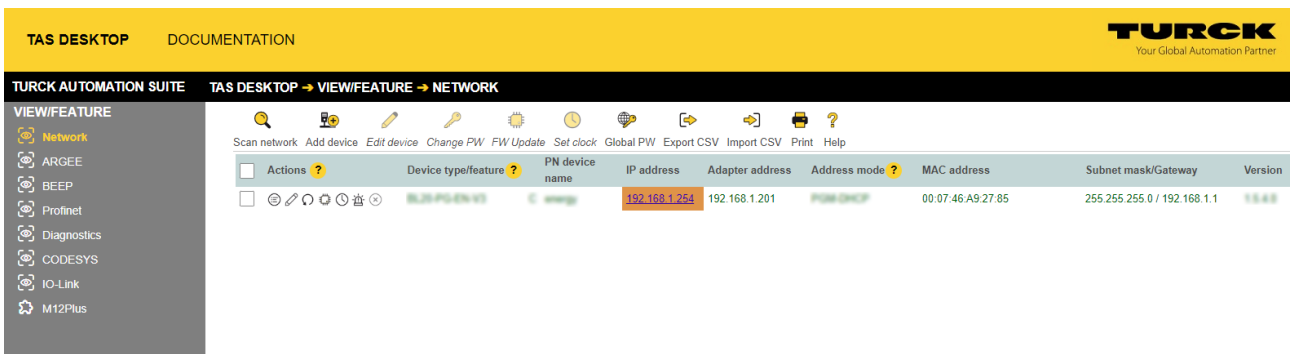 TAS DESKTOP DOCUMENTATION
TURCK
Your Global Automation Partner
TURCK AUTOMATION SUITE TAS DESKTOP ➔ VIEW/FEATURE ➔ NETWORK
VIEW/FEATURE
Network
ARGEE
BEEP
Profinet
Diagnostics
CODESYS
IO-Link
M12Plus
Scan network Add device Edit device Change PW FW Update Set clock Global PW Export CSV Import CSV Print Help
Actions ? Device type/feature ? PN device name IP address Adapter address Address mode ? MAC address Subnet mask/Gateway Version
192.168.1.254 192.168.1.201 00:07:46:A9:27:85 255.255.255.0 / 192.168.1.1